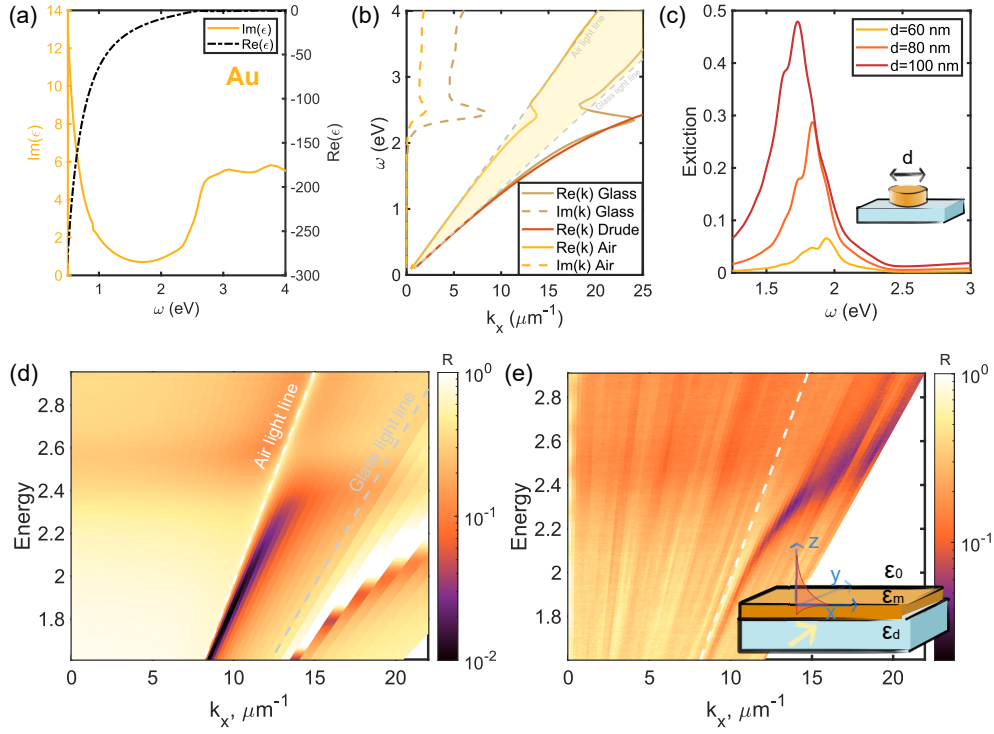 (a)
Im(ϵ)
Re(ϵ)
Au
14
12
10
8
6
4
2
0
0
-50
-100
-150
-200
-250
-300
1
2
3
4
Im(ϵ)
Re(ϵ)
ω (eV)
(b)
Air light line
Glass light line
4
3
2
1
0
0
5
10
15
20
25
ω (eV)
k_x (μm⁻¹)
Re(k) Glass
Im(k) Glass
Re(k) Drude
Re(k) Air
Im(k) Air
(c)
d=60 nm
d=80 nm
d=100 nm
d
0.5
0.4
0.3
0.2
0.1
0
1.5
2
2.5
3
Extiction
ω (eV)
(d)
R
10⁰
10⁻¹
10⁻²
Air light line
Glass light line
2.8
2.6
2.4
2.2
2
1.8
0
5
10
15
20
Energy
k_x, μm⁻¹
(e)
R
10⁰
10⁻¹
2.8
2.6
2.4
2.2
2
1.8
0
5
10
15
20
Energy
k_x, μm⁻¹
z
y
x
ε₀
ε_m
ε_d